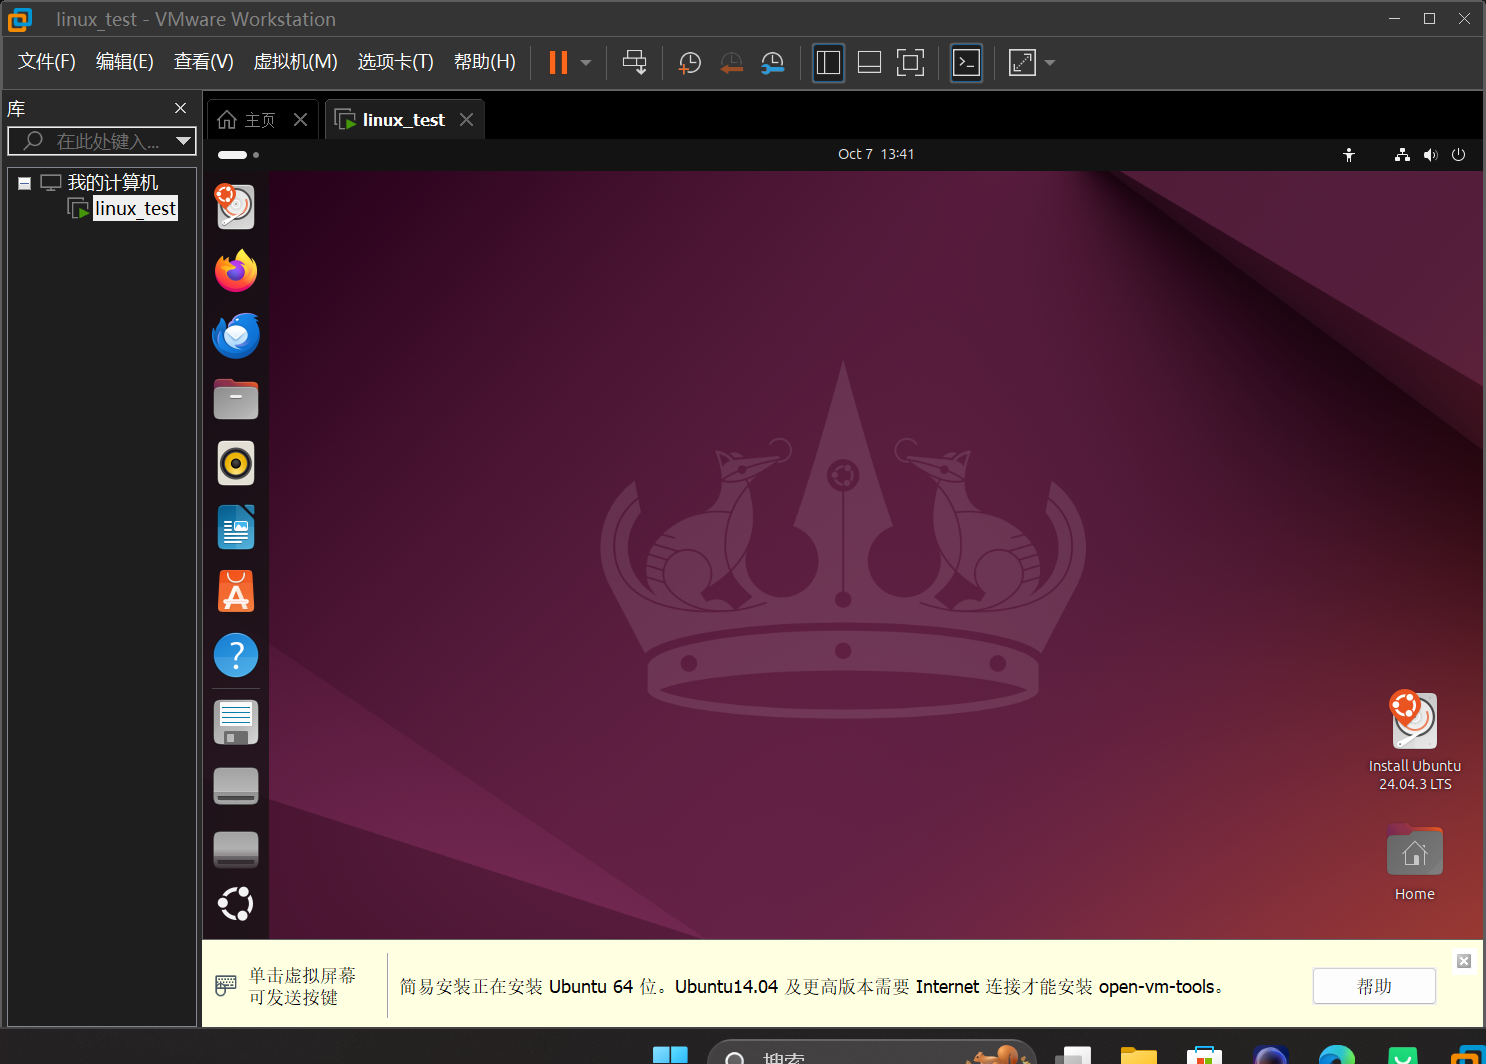 linux_test - VMware Workstation
文件(F) 编辑(E) 查看(V) 虚拟机(M) 选项卡(T) 帮助(H)
库
在此处键入...
我的计算机
linux_test
主页
linux_test
Oct 7 13:41
Install Ubuntu
24.04.3 LTS
Home
单击虚拟屏幕
可发送按键
简易安装正在安装 Ubuntu 64 位。Ubuntu14.04 及更高版本需要 Internet 连接才能安装 open-vm-tools。
帮助
搜索